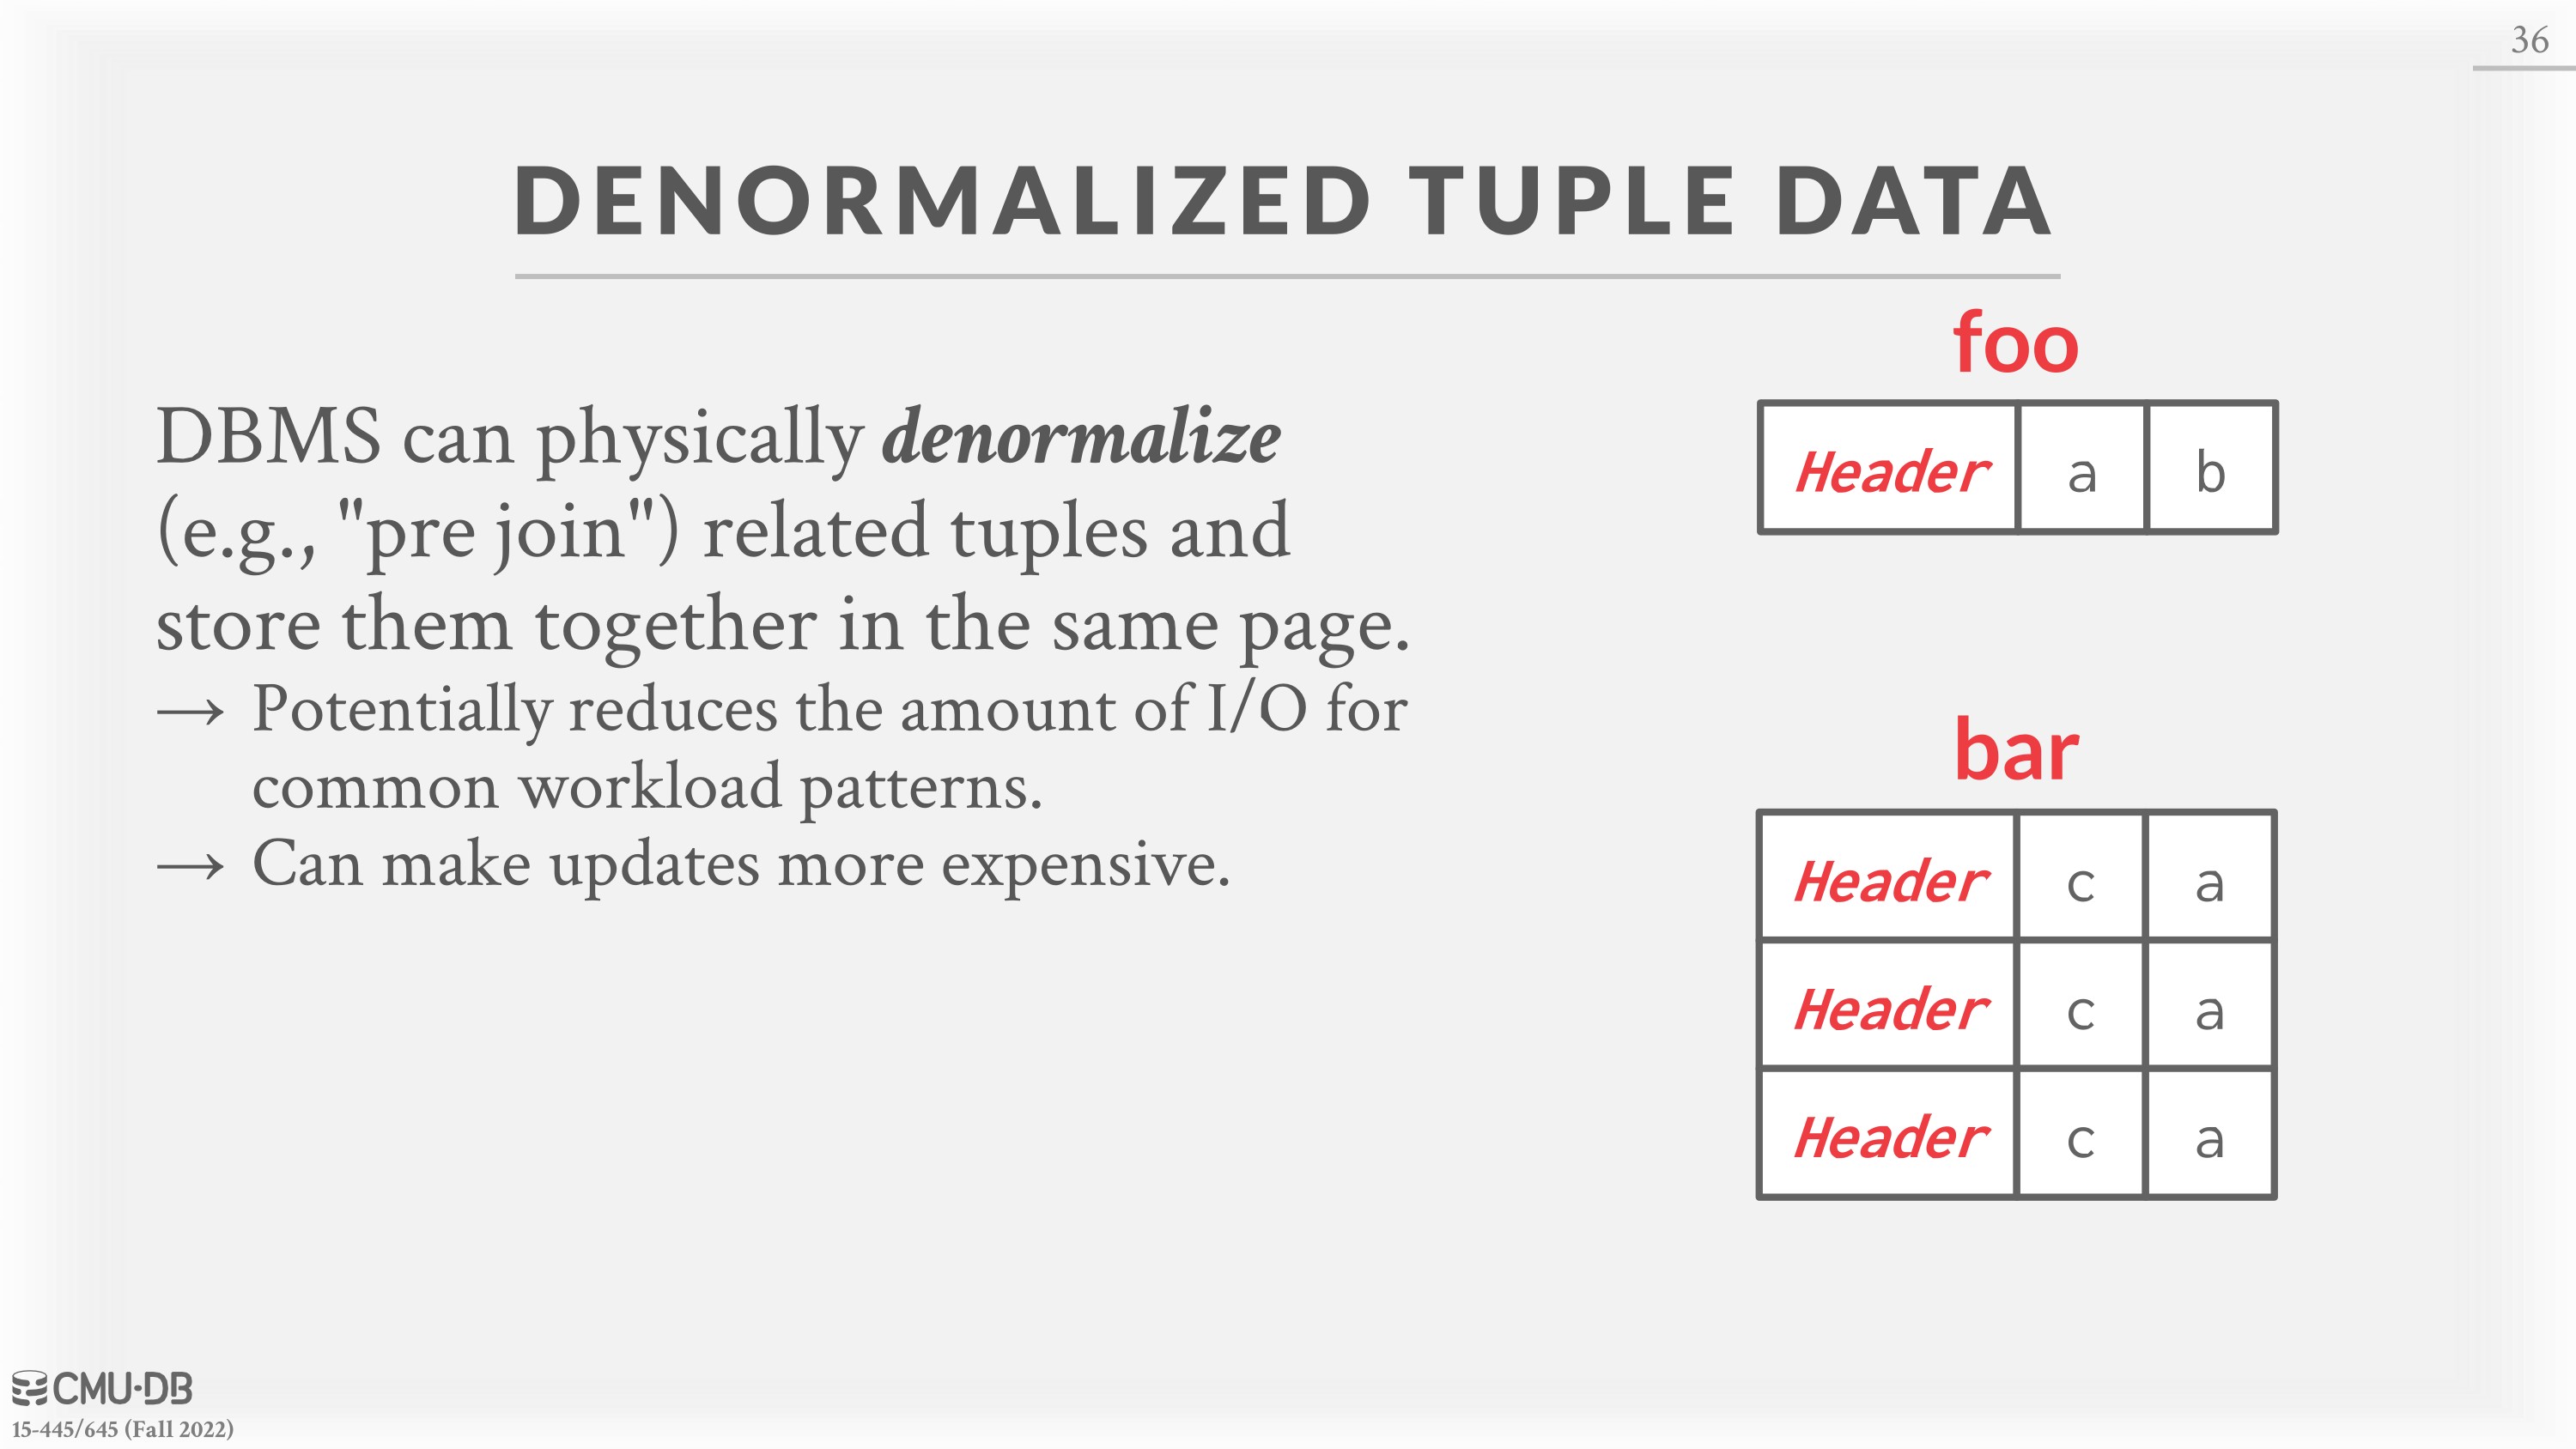 36
DENORMALIZED TUPLE DATA
DBMS can physically denormalize
(e.g., "pre join") related tuples and
store them together in the same page.
→ Potentially reduces the amount of I/O for
common workload patterns.
→ Can make updates more expensive.
foo
Header a b
bar
Header c a
Header c a
Header c a
CMU·DB
15-445/645 (Fall 2022)